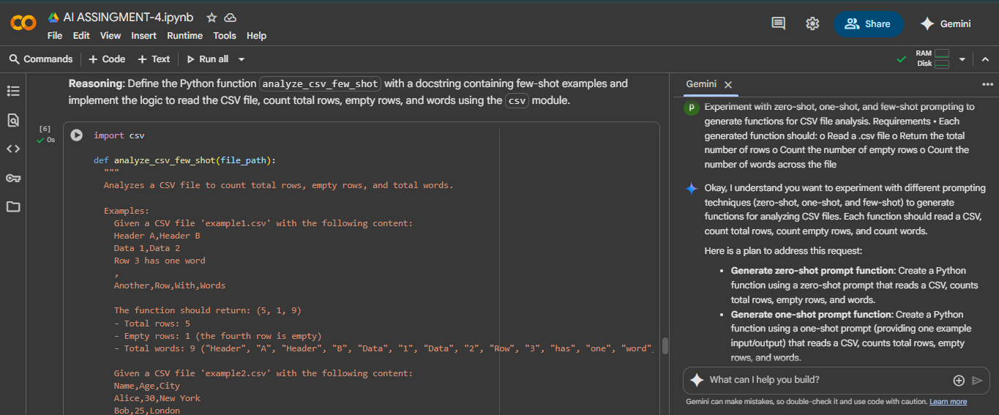 AI ASSINGMENT-4.ipynb
File Edit View Insert Runtime Tools Help
Share
Gemini
Commands + Code + Text Run all
RAM
Disk
Reasoning: Define the Python function analyze_csv_few_shot with a docstring containing few-shot examples and
implement the logic to read the CSV file, count total rows, empty rows, and words using the csv module.
[6]
0s
import csv
def analyze_csv_few_shot(file_path):
"""
Analyzes a CSV file to count total rows, empty rows, and total words.
Examples:
Given a CSV file 'example1.csv' with the following content:
Header A,Header B
Data 1,Data 2
Row 3 has one word
,
Another,Row,With,Words
The function should return: (5, 1, 9)
- Total rows: 5
- Empty rows: 1 (the fourth row is empty)
- Total words: 9 ("Header", "A", "Header", "B", "Data", "1", "Data", "2", "Row", "3", "has", "one", "word",
Given a CSV file 'example2.csv' with the following content:
Name,Age,City
Alice,30,New York
Bob,25,London
Gemini
P
Experiment with zero-shot, one-shot, and few-shot prompting to
generate functions for CSV file analysis. Requirements • Each
generated function should: o Read a .csv file o Return the total
number of rows o Count the number of empty rows o Count the
number of words across the file
Okay, I understand you want to experiment with different prompting
techniques (zero-shot, one-shot, and few-shot) to generate
functions for analyzing CSV files. Each function should read a CSV,
count total rows, count empty rows, and count words.
Here is a plan to address this request:
• Generate zero-shot prompt function: Create a Python
function using a zero-shot prompt that reads a CSV, counts
total rows, empty rows, and words.
• Generate one-shot prompt function: Create a Python
function using a one-shot prompt (providing one example
input/output) that reads a CSV, counts total rows, empty
rows, and words.
What can I help you build?
Gemini can make mistakes, so double-check it and use code with caution. Learn more